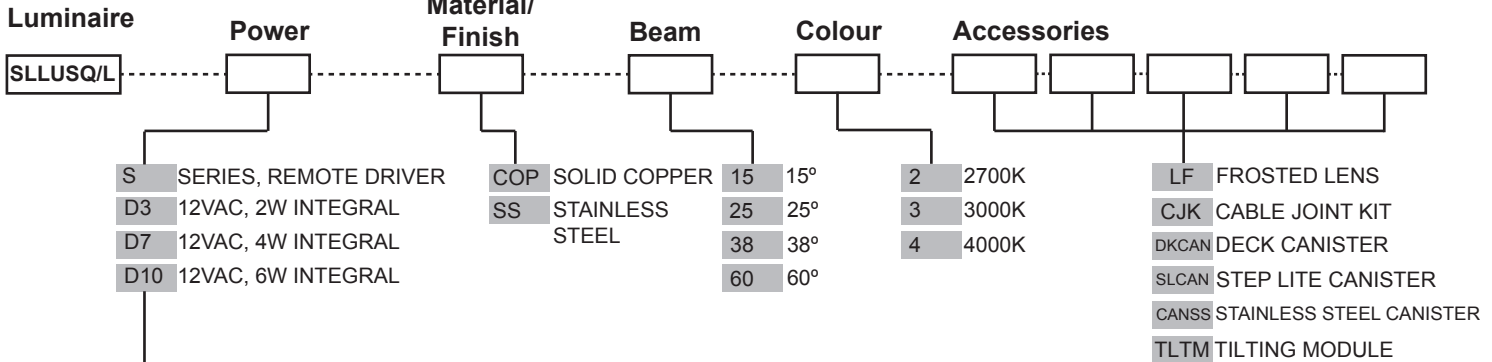 Luminaire
Power
Material/
Finish
Beam
Colour
Accessories
SLLUSQ/L
S SERIES, REMOTE DRIVER
D3 12VAC, 2W INTEGRAL
D7 12VAC, 4W INTEGRAL
D10 12VAC, 6W INTEGRAL
COP SOLID COPPER
SS STAINLESS
STEEL
15 15º
25 25º
38 38º
60 60º
2 2700K
3 3000K
4 4000K
LF FROSTED LENS
CJK CABLE JOINT KIT
DKCAN DECK CANISTER
SLCAN STEP LITE CANISTER
CANSS STAINLESS STEEL CANISTER
TLTM TILTING MODULE